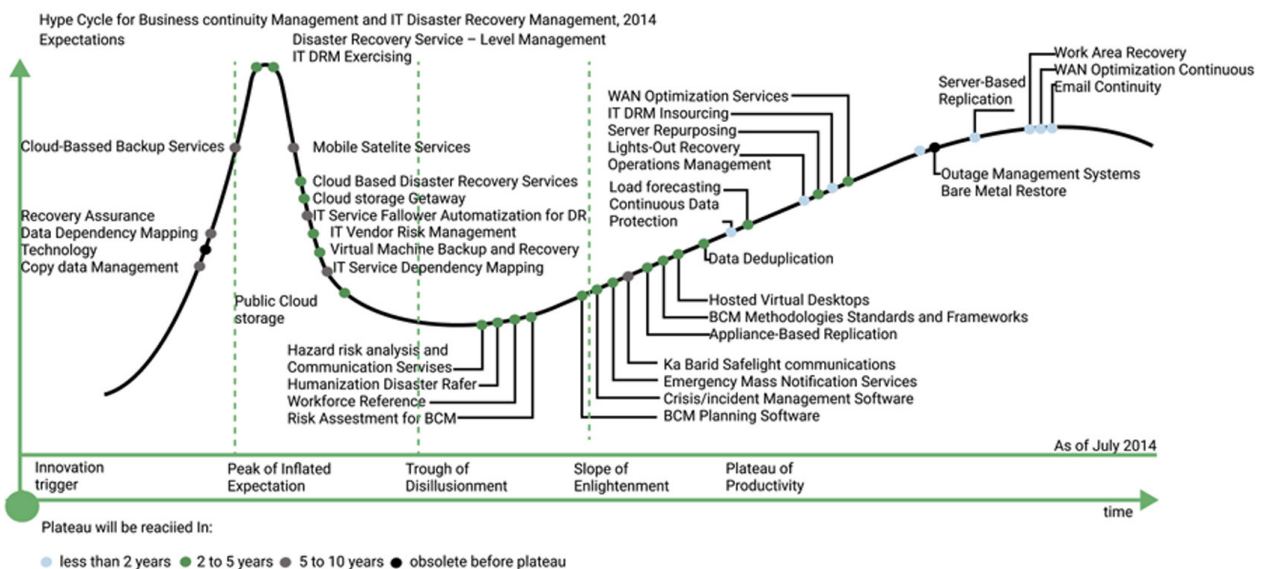 Hype Cycle for Business continuity Management and IT Disaster Recovery Management, 2014
Expectations
Disaster Recovery Service – Level Management
IT DRM Exercising
Cloud-Bassed Backup Services
Recovery Assurance
Data Dependency Mapping
Technology
Copy data Management
Mobile Satelite Services
Cloud Based Disaster Recovery Services
Cloud storage Getaway
IT Service Fallower Automatization for DR
IT Vendor Risk Management
Virtual Machine Backup and Recovery
IT Service Dependency Mapping
Public Cloud
storage
Hazard risk analysis and
Communication Servises
Humanization Disaster Rafer
Workforce Reference
Risk Assestment for BCM
WAN Optimization Services
IT DRM Insourcing
Server Repurposing
Lights-Out Recovery
Operations Management
Load forecasting
Continuous Data
Protection
Data Deduplication
Hosted Virtual Desktops
BCM Methodologies Standards and Frameworks
Appliance-Based Replication
Ka Barid Safelight communications
Emergency Mass Notification Services
Crisis/incident Management Software
BCM Planning Software
Server-Based
Replication
Work Area Recovery
WAN Optimization Continuous
Email Continuity
Outage Management Systems
Bare Metal Restore
As of July 2014
Innovation
trigger
Peak of Inflated
Expectation
Trough of
Disillusionment
Slope of
Enlightenment
Plateau of
Productivity
time
Plateau will be reaciied In:
less than 2 years
2 to 5 years
5 to 10 years
obsolete before plateau